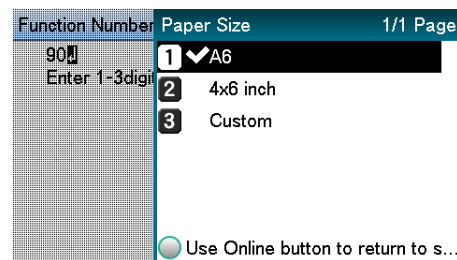 Function Number
90
Enter 1-3digi
Paper Size 1/1 Page
1 A6
2 4x6 inch
3 Custom
Use Online button to return to s...